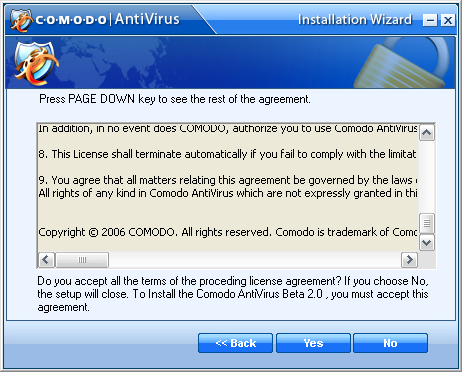 C·O·M·O·D·O | AntiVirus
Installation Wizard
Press PAGE DOWN key to see the rest of the agreement.
In addition, in no event does COMODO, authorize you to use Comodo AntiVirus
8. This License shall terminate automatically if you fail to comply with the limitat
9. You agree that all matters relating this agreement be governed by the laws
All rights of any kind in Comodo AntiVirus which are not expressly granted in thi
Copyright © 2006 COMODO. All rights reserved. Comodo is trademark of Como
Do you accept all the terms of the proceding license agreement? If you choose No,
the setup will close. To Install the Comodo AntiVirus Beta 2.0 , you must accept this
agreement.
<< Back
Yes
No